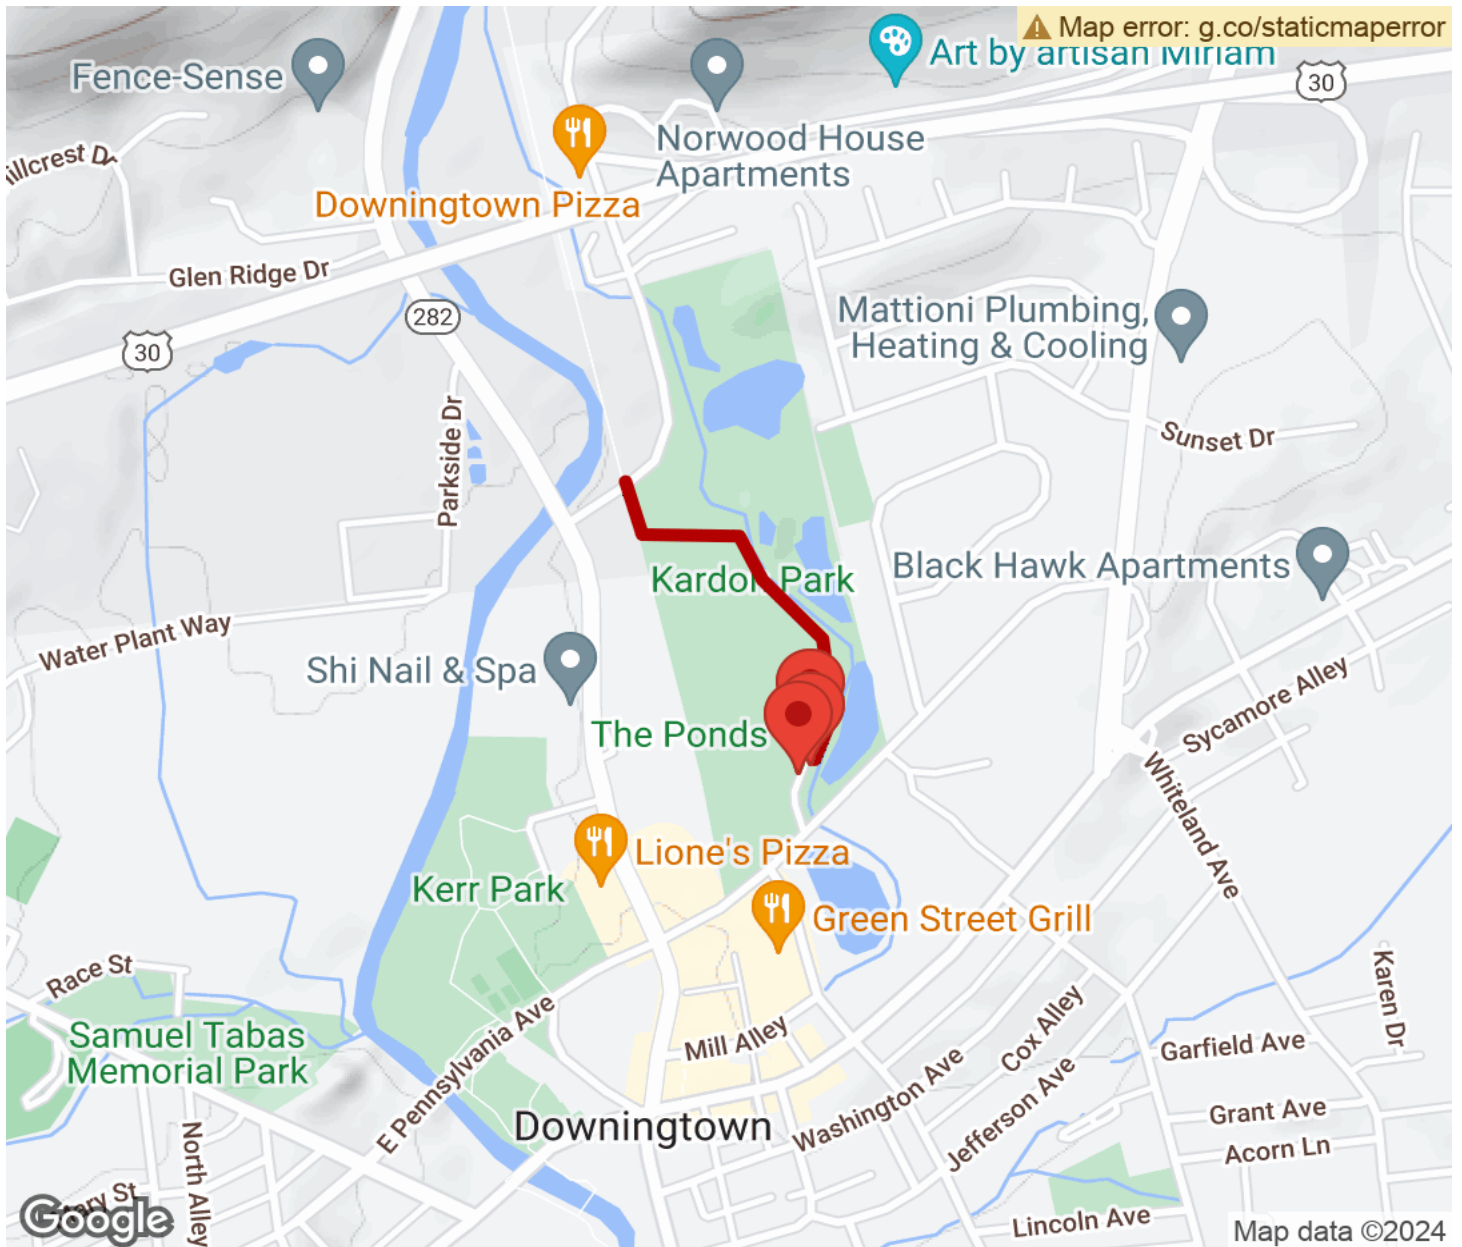 Map error: g.co/staticmaperror
Art by artisan Miriam
Fence-Sense
30
Norwood House
Apartments
Downingtown Pizza
Glen Ridge Dr
282
30
Mattioni Plumbing,
Heating & Cooling
Parkside Dr
Sunset Dr
Black Hawk Apartments
Kardon Park
Water Plant Way
Shi Nail & Spa
The Ponds
Sycamore Alley
Whiteland Ave
Lione's Pizza
Kerr Park
Green Street Grill
Race St
Karen Dr
Samuel Tabas
Memorial Park
E Pennsylvania Ave
Mill Alley
Cox Alley
Garfield Ave
Washington Ave
Jefferson Ave
Downingtown
Grant Ave
Acorn Ln
North Alley
Lincoln Ave
Google
Map data ©2024